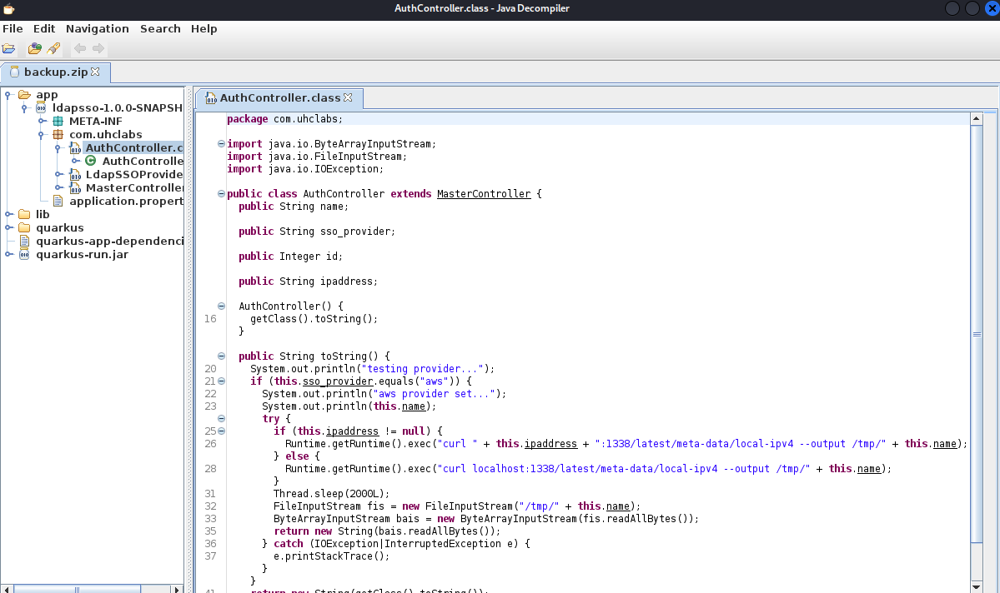 AuthController.class - Java Decompiler
File Edit Navigation Search Help
backup.zip
app
ldapsso-1.0.0-SNAPSH
META-INF
com.uhclabs
AuthController.c
AuthControlle
LdapSSOProvide
MasterController
application.propert
lib
quarkus
quarkus-app-dependenci
quarkus-run.jar
AuthController.class
package com.uhclabs;
import java.io.ByteArrayInputStream;
import java.io.FileInputStream;
import java.io.IOException;
public class AuthController extends MasterController {
public String name;
public String sso_provider;
public Integer id;
public String ipaddress;
AuthController() {
16 getClass().toString();
}
public String toString() {
20 System.out.println("testing provider...");
21 if (this.sso_provider.equals("aws")) {
22 System.out.println("aws provider set...");
23 System.out.println(this.name);
try {
25 if (this.ipaddress != null) {
26 Runtime.getRuntime().exec("curl " + this.ipaddress + ":1338/latest/meta-data/local-ipv4 --output /tmp/" + this.name);
} else {
28 Runtime.getRuntime().exec("curl localhost:1338/latest/meta-data/local-ipv4 --output /tmp/" + this.name);
}
31 Thread.sleep(2000L);
32 FileInputStream fis = new FileInputStream("/tmp/" + this.name);
33 ByteArrayInputStream bais = new ByteArrayInputStream(fis.readAllBytes());
35 return new String(bais.readAllBytes());
36 } catch (IOException|InterruptedException e) {
37 e.printStackTrace();
}
}
41 return new String(getClass().toString());